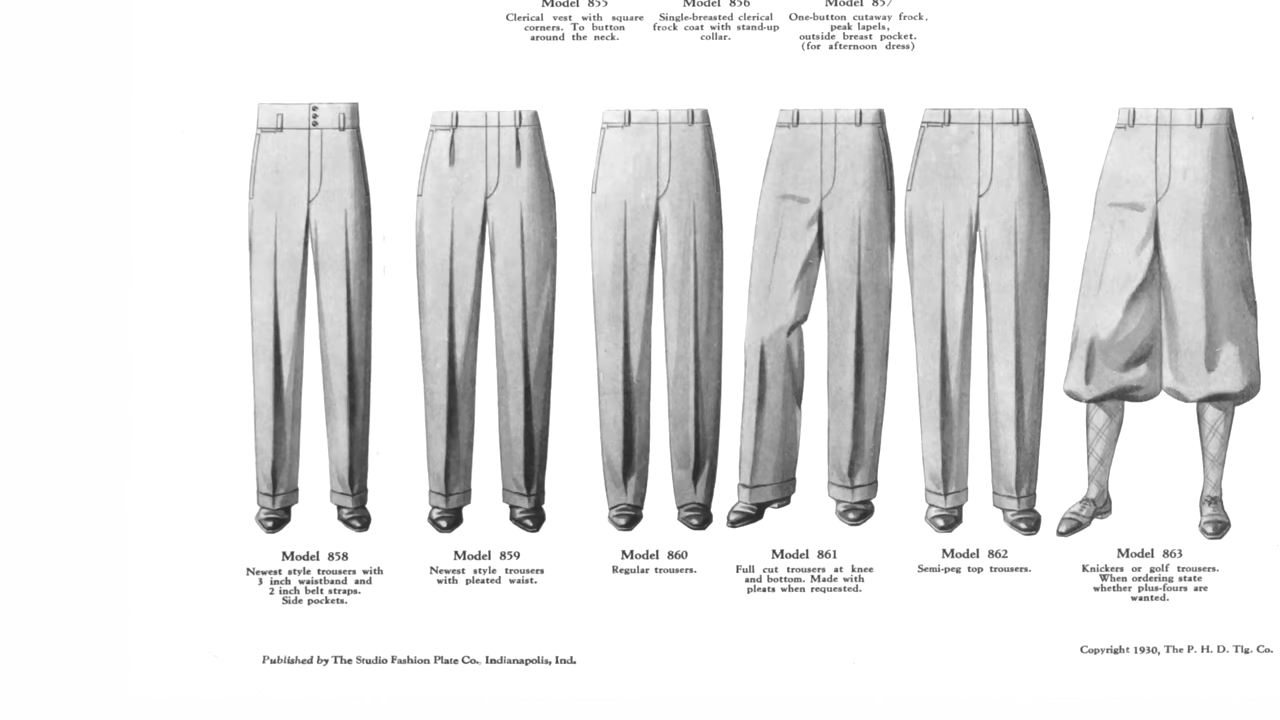 Model 855
Clerical vest with square
corners. To button
around the neck.
Model 856
Single-breasted clerical
frock coat with stand-up
collar.
Model 857
One-button cutaway frock,
peak lapels,
outside breast pocket.
(for afternoon dress)
Model 858
Newest style trousers with
3 inch waistband and
2 inch belt straps.
Side pockets.
Model 859
Newest style trousers
with pleated waist.
Model 860
Regular trousers.
Model 861
Full cut trousers at knee
and bottom. Made with
pleats when requested.
Model 862
Semi-peg top trousers.
Model 863
Knickers or golf trousers.
When ordering state
whether plus-fours are
wanted.
Published by The Studio Fashion Plate Co., Indianapolis, Ind.
Copyright 1930, The P. H. D. Tlg. Co.